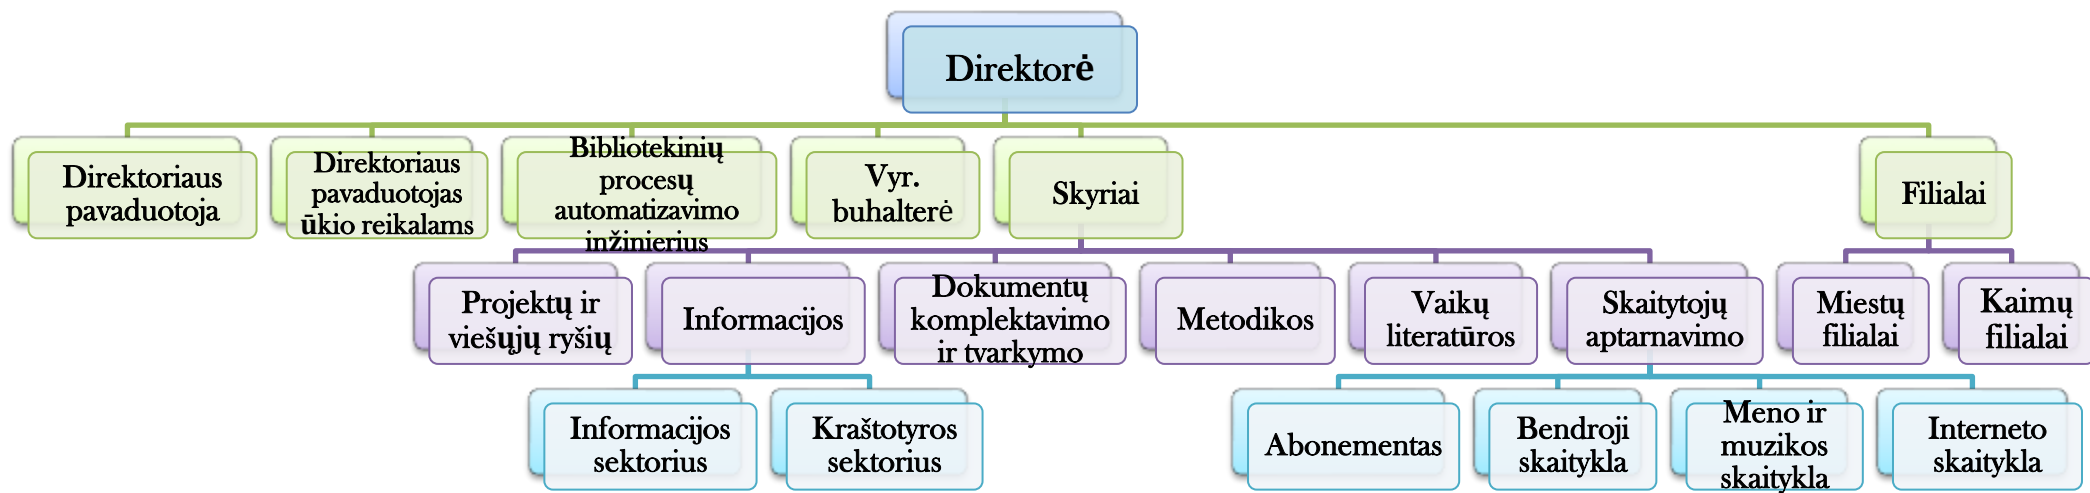 Direktorė
Direktoriaus
pavaduotoja
Direktoriaus
pavaduotojas
ūkio reikalams
Bibliotekinių
procesų
automatizavimo
inžinierius
Vyr.
buhalterė
Skyriai
Filialai
Projektų ir
viešųjų ryšių
Informacijos
Dokumentų
komplektavimo
ir tvarkymo
Metodikos
Vaikų
literatūros
Skaitytojų
aptarnavimo
Miestų
filialai
Kaimų
filialai
Informacijos
sektorius
Kraštotyros
sektorius
Abonementas
Bendroji
skaitykla
Meno ir
muzikos
skaitykla
Interneto
skaitykla